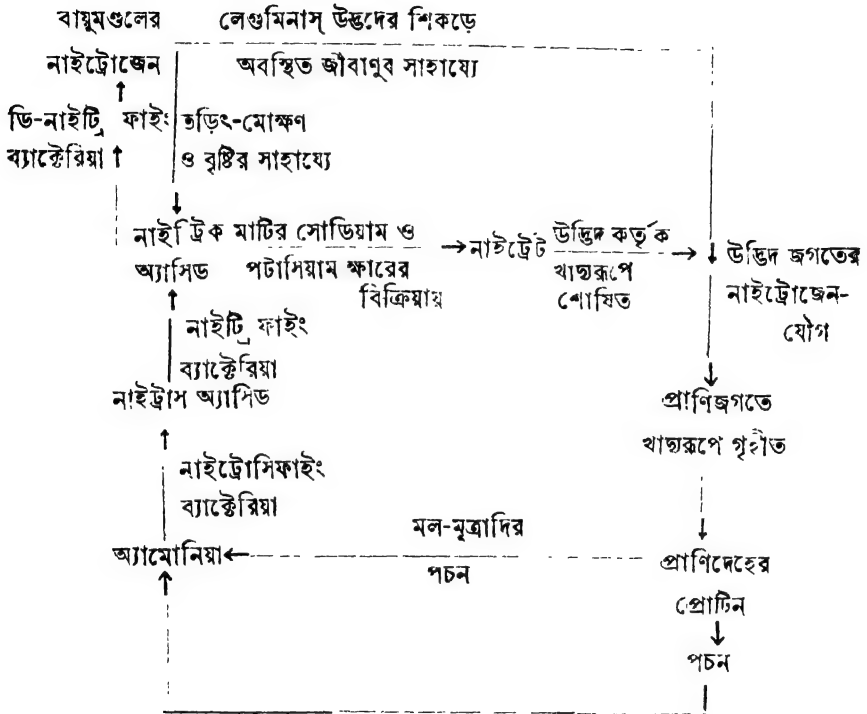 বায়ুমণ্ডলের লেগুমিনাস্ উদ্ভিদের শিকড়ে
নাইট্রোজেন অবস্থিত জীবাণুব সাহায্যে
ডি-নাইট্রিফাইং তড়িৎ-মোক্ষণ
ব্যাক্টেরিয়া ও বৃষ্টির সাহায্যে
নাইট্রিক মাটির সোডিয়াম ও নাইট্রেট উদ্ভিদ কর্তৃক উদ্ভিদ জগতের
অ্যাসিড পটাসিয়াম ক্ষারের খাদ্যরূপে নাইট্রোজেন-
বিক্রিয়ায় শোষিত যৌগ
নাইট্রিফাইং
ব্যাক্টেরিয়া
নাইট্রাস অ্যাসিড প্রাণিজগতে
খাদ্যরূপে গৃহীত
নাইট্রোসিফাইং
ব্যাক্টেরিয়া
মল-মূত্রাদির
অ্যামোনিয়া পচন প্রাণিদেহের
প্রোটিন
পচন